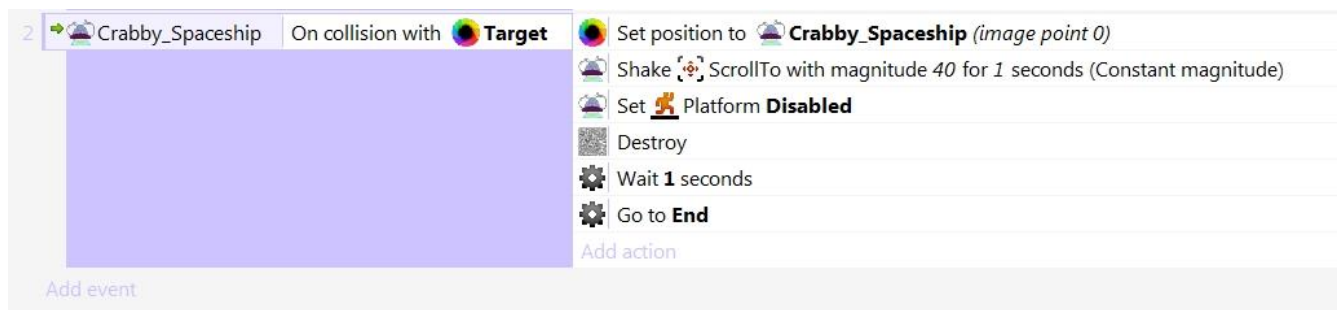 2 Crabby_Spaceship On collision with Target Set position to Crabby_Spaceship (image point 0)
Shake ScrollTo with magnitude 40 for 1 seconds (Constant magnitude)
Set Platform Disabled
Destroy
Wait 1 seconds
Go to End
Add action
Add event